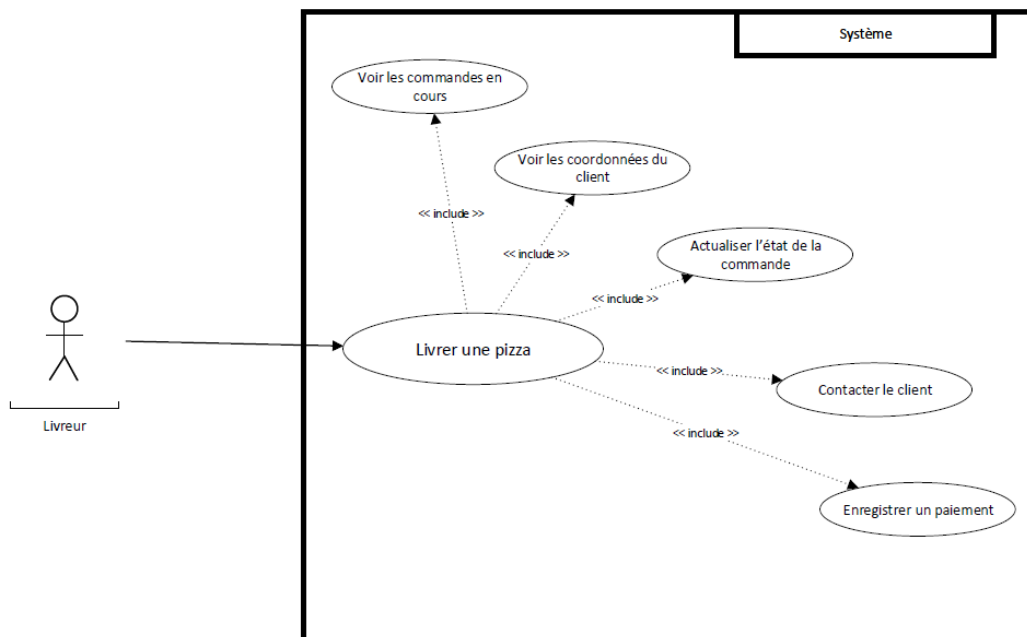 Système
Voir les commandes en
cours
Voir les coordonnées du
client
<< include >>
<< include >>
Actualiser l'état de la
commande
<< include >>
Livrer une pizza
<< include >>
Contacter le client
Livreur
<< include >>
Enregistrer un paiement